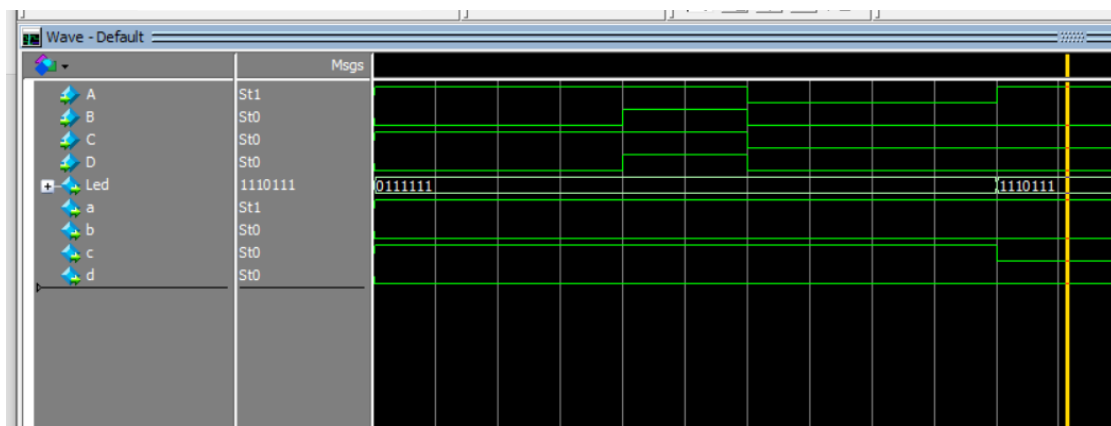 Wave - Default
Msgs
A St1
B St0
C St0
D St0
Led 1110111 0111111 1110111
a St1
b St0
c St0
d St0